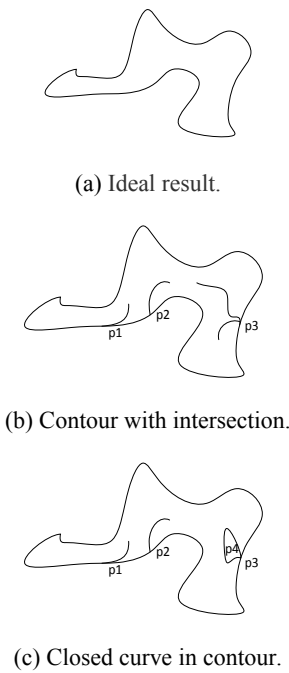 (a) Ideal result.
p1
p2
p3
(b) Contour with intersection.
p1
p2
p4
p3
(c) Closed curve in contour.